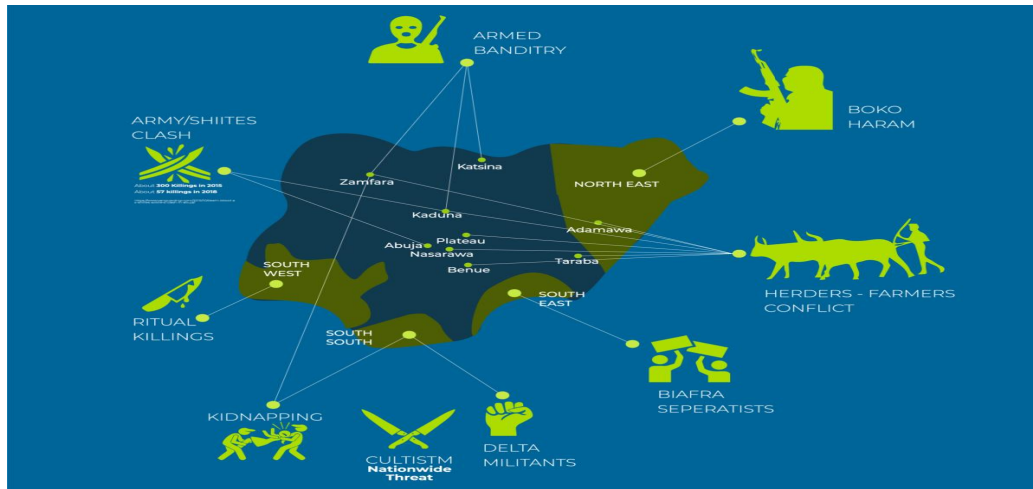 ARMED
BANDITRY
BOKO
HARAM
ARMY/SHIITES
CLASH
About 300 Killings in 2015
About 57 killings in 2018
Katsina
Zamfara
NORTH EAST
Kaduna
Adamawa
Plateau
Abuja
Nasarawa
Benue
Taraba
SOUTH
WEST
SOUTH
EAST
HERDERS - FARMERS
CONFLICT
RITUAL
KILLINGS
SOUTH
SOUTH
BIAFRA
SEPERATISTS
KIDNAPPING
CULTISTM
Nationwide
Threat
DELTA
MILITANTS